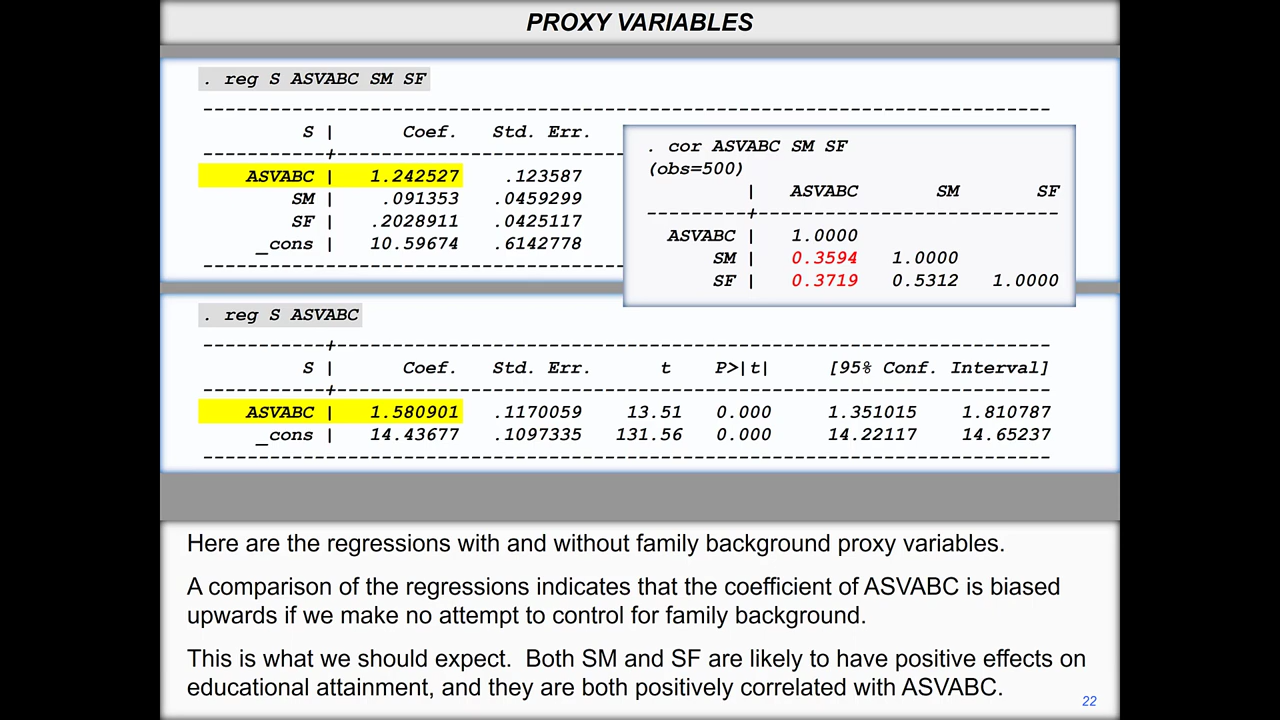 PROXY VARIABLES
. reg S ASVABC SM SF
----------------------------------------------------------------------------
S | Coef. Std. Err.
-----------+--------------------------
ASVABC | 1.242527 .123587
SM | .091353 .0459299
SF | .2028911 .0425117
_cons | 10.59674 .6142778
--------------------------------------
. cor ASVABC SM SF
(obs=500)
| ASVABC SM SF
---------+---------------------------
ASVABC | 1.0000
SM | 0.3594 1.0000
SF | 0.3719 0.5312 1.0000
. reg S ASVABC
-----------+----------------------------------------------------------------
S | Coef. Std. Err. t P>|t| [95% Conf. Interval]
-----------+----------------------------------------------------------------
ASVABC | 1.580901 .1170059 13.51 0.000 1.351015 1.810787
_cons | 14.43677 .1097335 131.56 0.000 14.22117 14.65237
----------------------------------------------------------------------------
Here are the regressions with and without family background proxy variables.
A comparison of the regressions indicates that the coefficient of ASVABC is biased
upwards if we make no attempt to control for family background.
This is what we should expect. Both SM and SF are likely to have positive effects on
educational attainment, and they are both positively correlated with ASVABC.
22